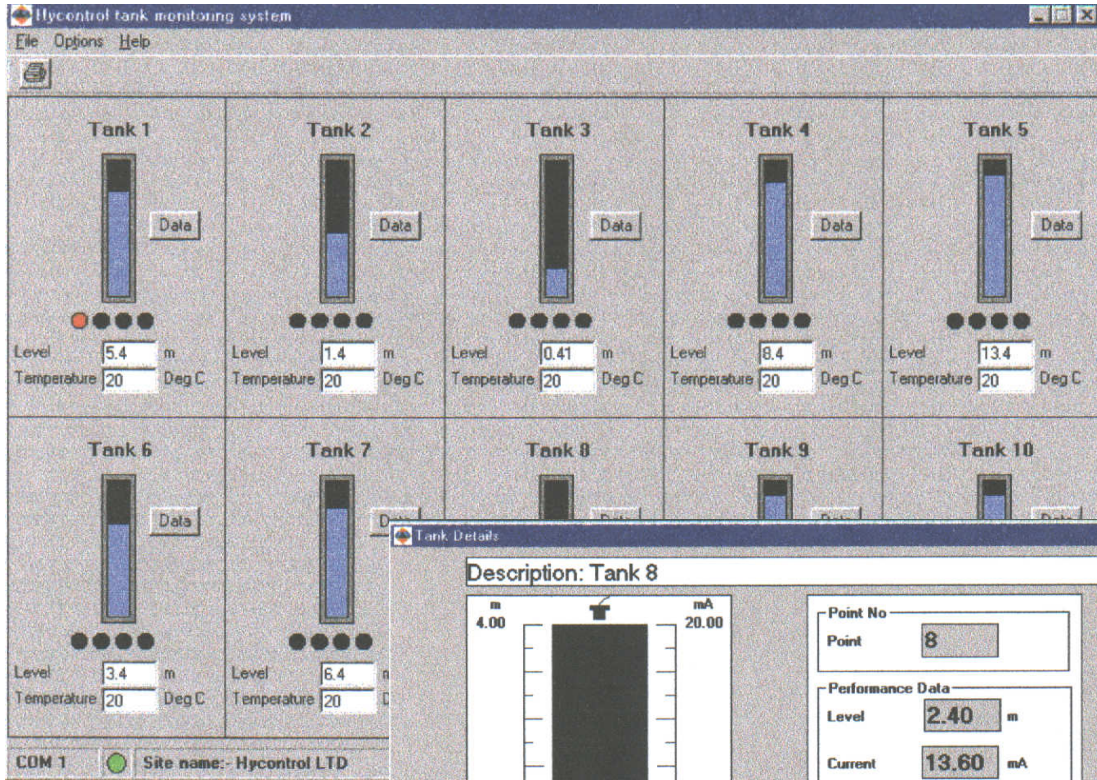 Hycontrol tank monitoring system
File Options Help
Tank 1 Tank 2 Tank 3 Tank 4 Tank 5
Data Data Data Data Data
Level 5.4 m Level 1.4 m Level 0.41 m Level 8.4 m Level 13.4 m
Temperature 20 Deg C Temperature 20 Deg C Temperature 20 Deg C Temperature 20 Deg C Temperature 20 Deg C
Tank 6 Tank 7 Tank 8 Tank 9 Tank 10
Data
Tank Details
Description: Tank 8
m mA
4.00 20.00
Point No
Point 8
Performance Data
Level 2.40 m
Current 13.60 mA
Level 3.4 m Level 6.4
Temperature 20 Deg C Temperature 20
COM 1 Site name:- Hycontrol LTD